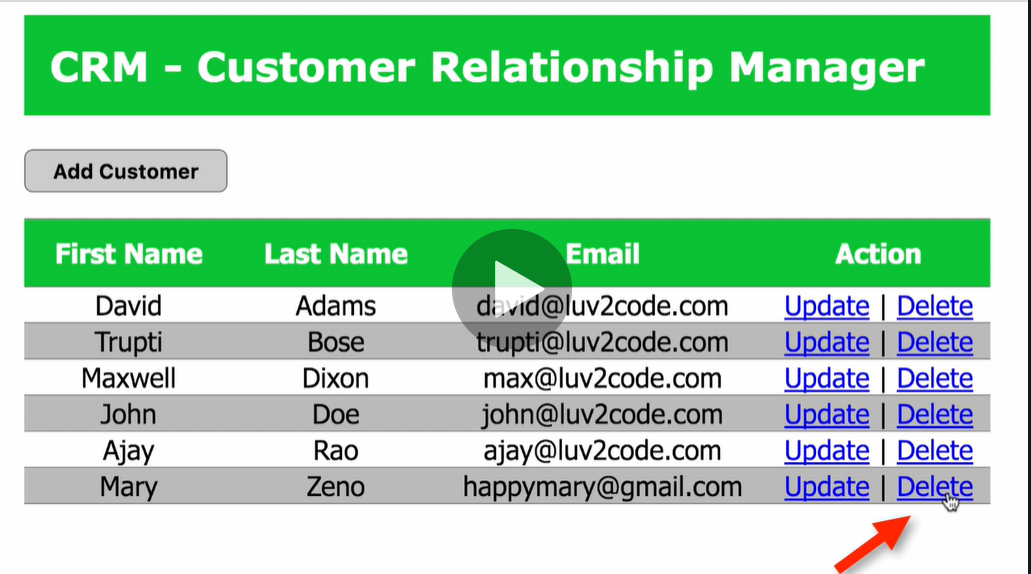 CRM - Customer Relationship Manager
Add Customer
First Name Last Name Email Action
David Adams david@luv2code.com Update | Delete
Trupti Bose trupti@luv2code.com Update | Delete
Maxwell Dixon max@luv2code.com Update | Delete
John Doe john@luv2code.com Update | Delete
Ajay Rao ajay@luv2code.com Update | Delete
Mary Zeno happymary@gmail.com Update | Delete